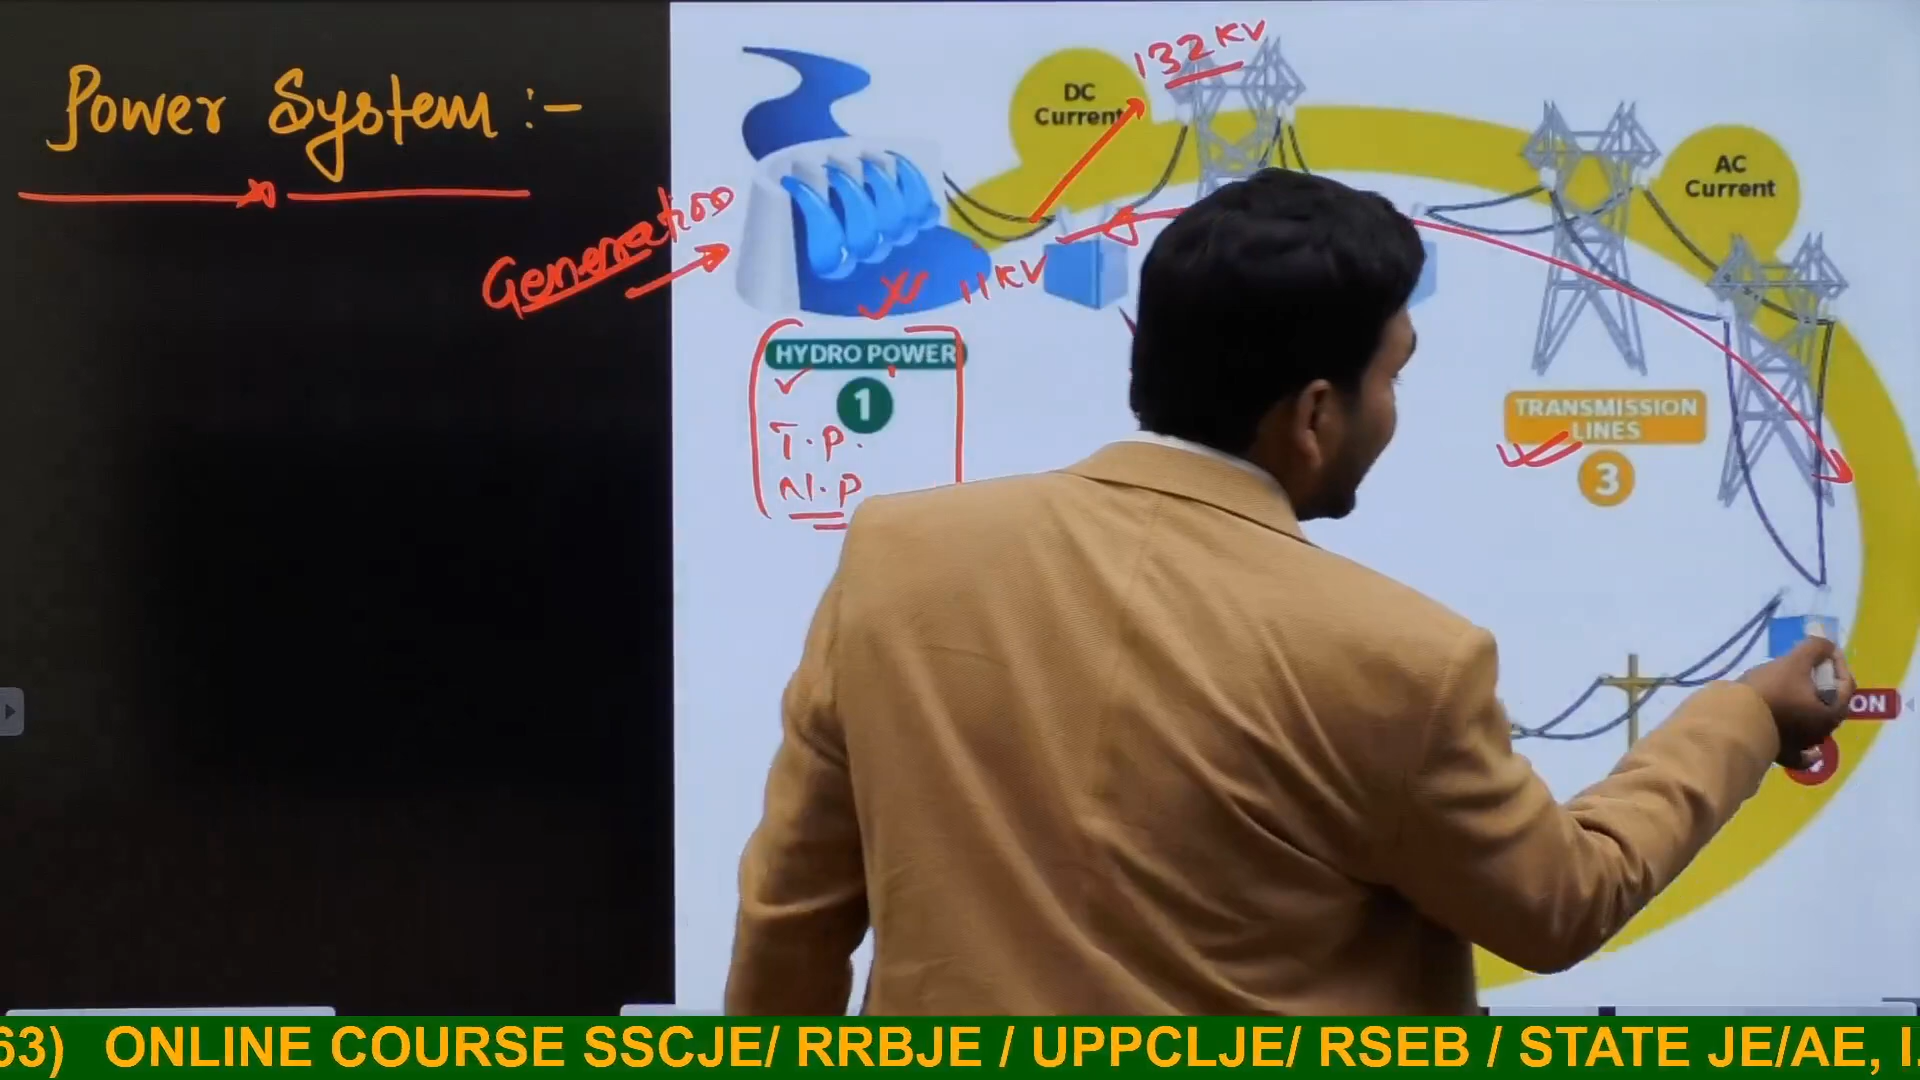 Power System :-
Generation
DC
Current
132 KV
AC
Current
11 KV
HYDRO POWER
1
T.P.
N.P
TRANSMISSION
LINES
3
ON
63) ONLINE COURSE SSCJE/ RRBJE / UPPCLJE/ RSEB / STATE JE/AE, I.